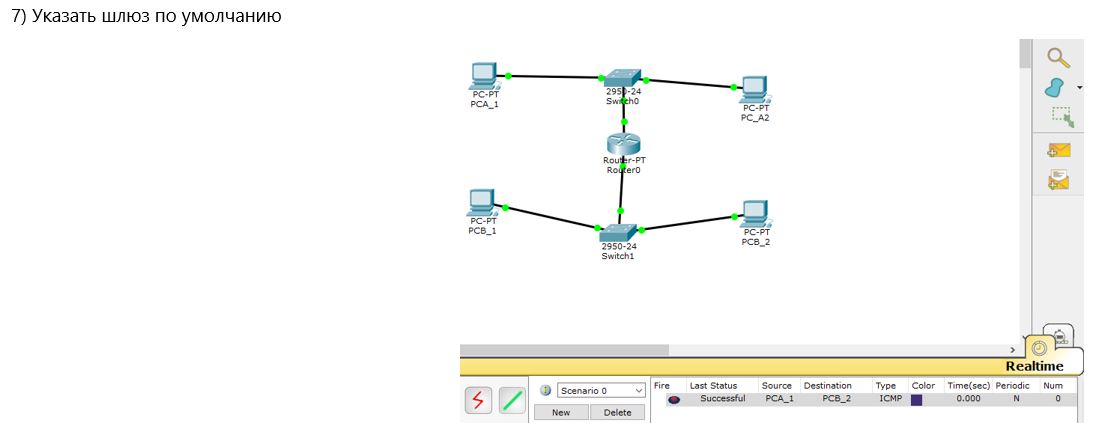 7) Указать шлюз по умолчанию
PC-PT
PCA_1
2950-24
Switch0
PC-PT
PC_A2
Router-PT
Router0
PC-PT
PCB_1
2950-24
Switch1
PC-PT
PCB_2
Realtime
Scenario 0
New Delete
Fire Last Status Source Destination Type Color Time(sec) Periodic Num
Successful PCA_1 PCB_2 ICMP 0.000 N 0